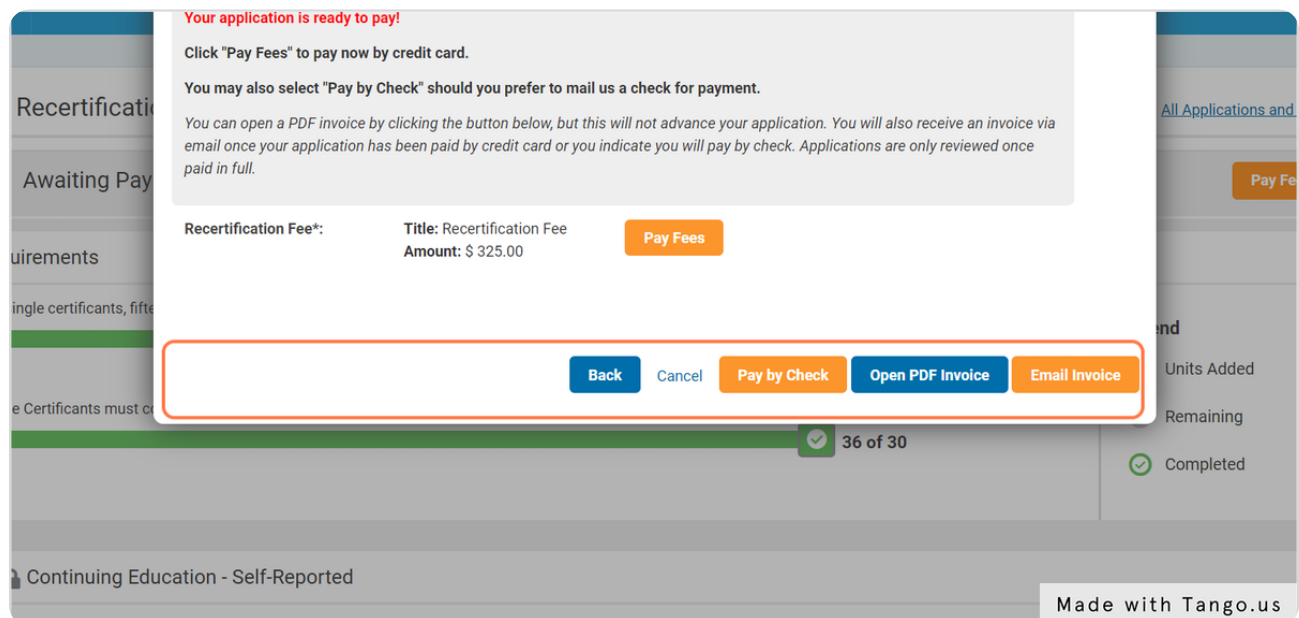 Your application is ready to pay!
Click "Pay Fees" to pay now by credit card.
You may also select "Pay by Check" should you prefer to mail us a check for payment.
You can open a PDF invoice by clicking the button below, but this will not advance your application. You will also receive an invoice via
email once your application has been paid by credit card or you indicate you will pay by check. Applications are only reviewed once
paid in full.
Recertificati
All Applications and
Awaiting Pay
Pay Fe
Recertification Fee*:
Title: Recertification Fee
Amount: $ 325.00
Pay Fees
uirements
ingle certificants, fifte
end
Back
Cancel
Pay by Check
Open PDF Invoice
Email Invoice
Units Added
e Certificants must co
Remaining
36 of 30
Completed
Continuing Education - Self-Reported
Made with Tango.us